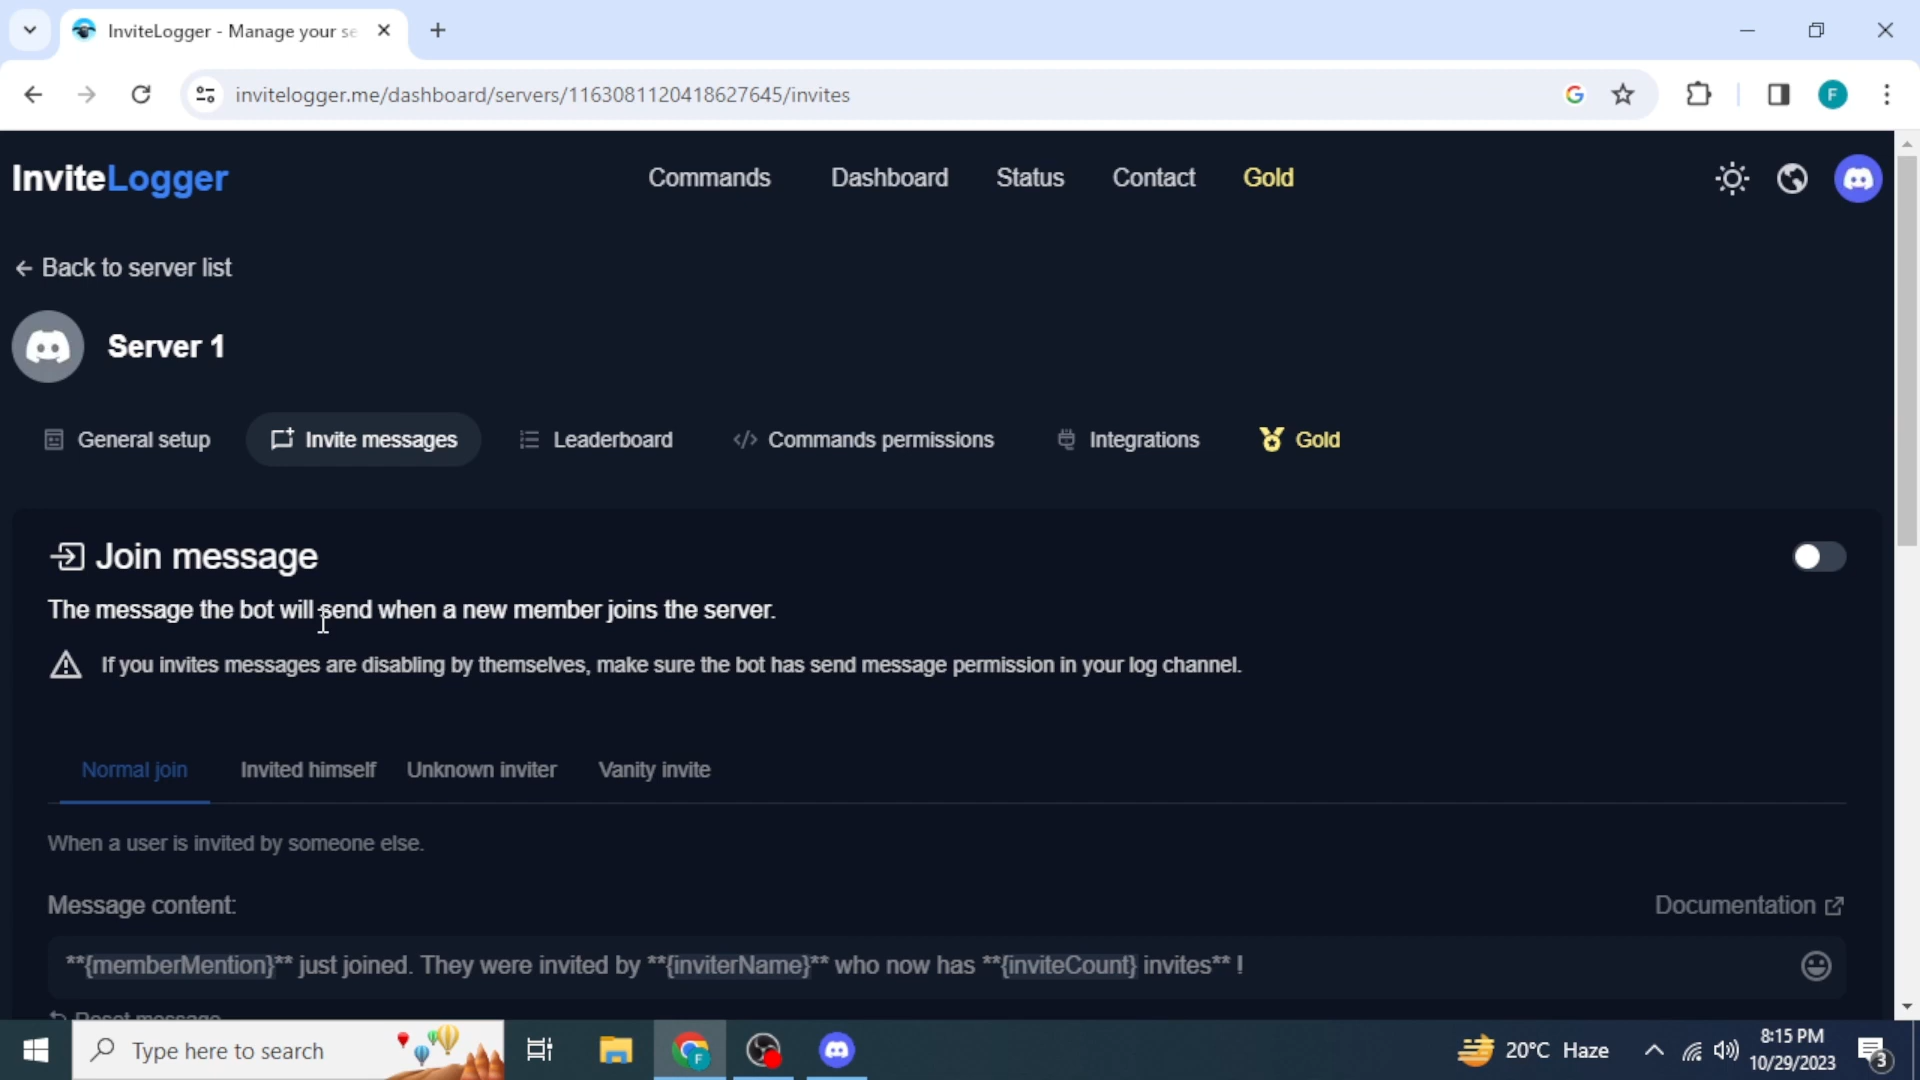 InviteLogger - Manage your se
invitelogger.me/dashboard/servers/1163081120418627645/invites
F
InviteLogger
Commands
Dashboard
Status
Contact
Gold
← Back to server list
Server 1
General setup
Invite messages
Leaderboard
</> Commands permissions
Integrations
Gold
Join message
The message the bot will send when a new member joins the server.
If you invites messages are disabling by themselves, make sure the bot has send message permission in your log channel.
Normal join
Invited himself
Unknown inviter
Vanity invite
When a user is invited by someone else.
Message content:
Documentation
**{memberMention}** just joined. They were invited by **{inviterName}** who now has **{inviteCount} invites** !
Reset message
Type here to search
F
20°C Haze
8:15 PM
10/29/2023
3